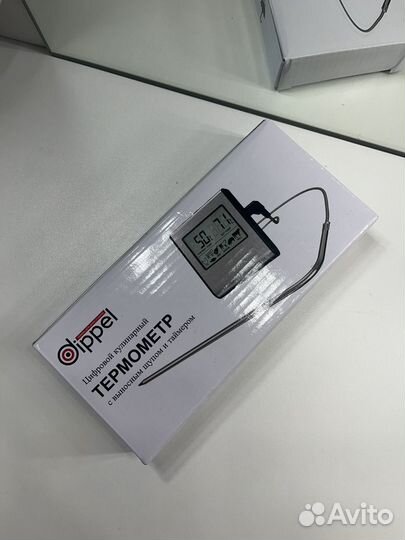 dippel
Цифровой кулинарный
ТЕРМОМЕТР
с выносным щупом и таймером
Avito